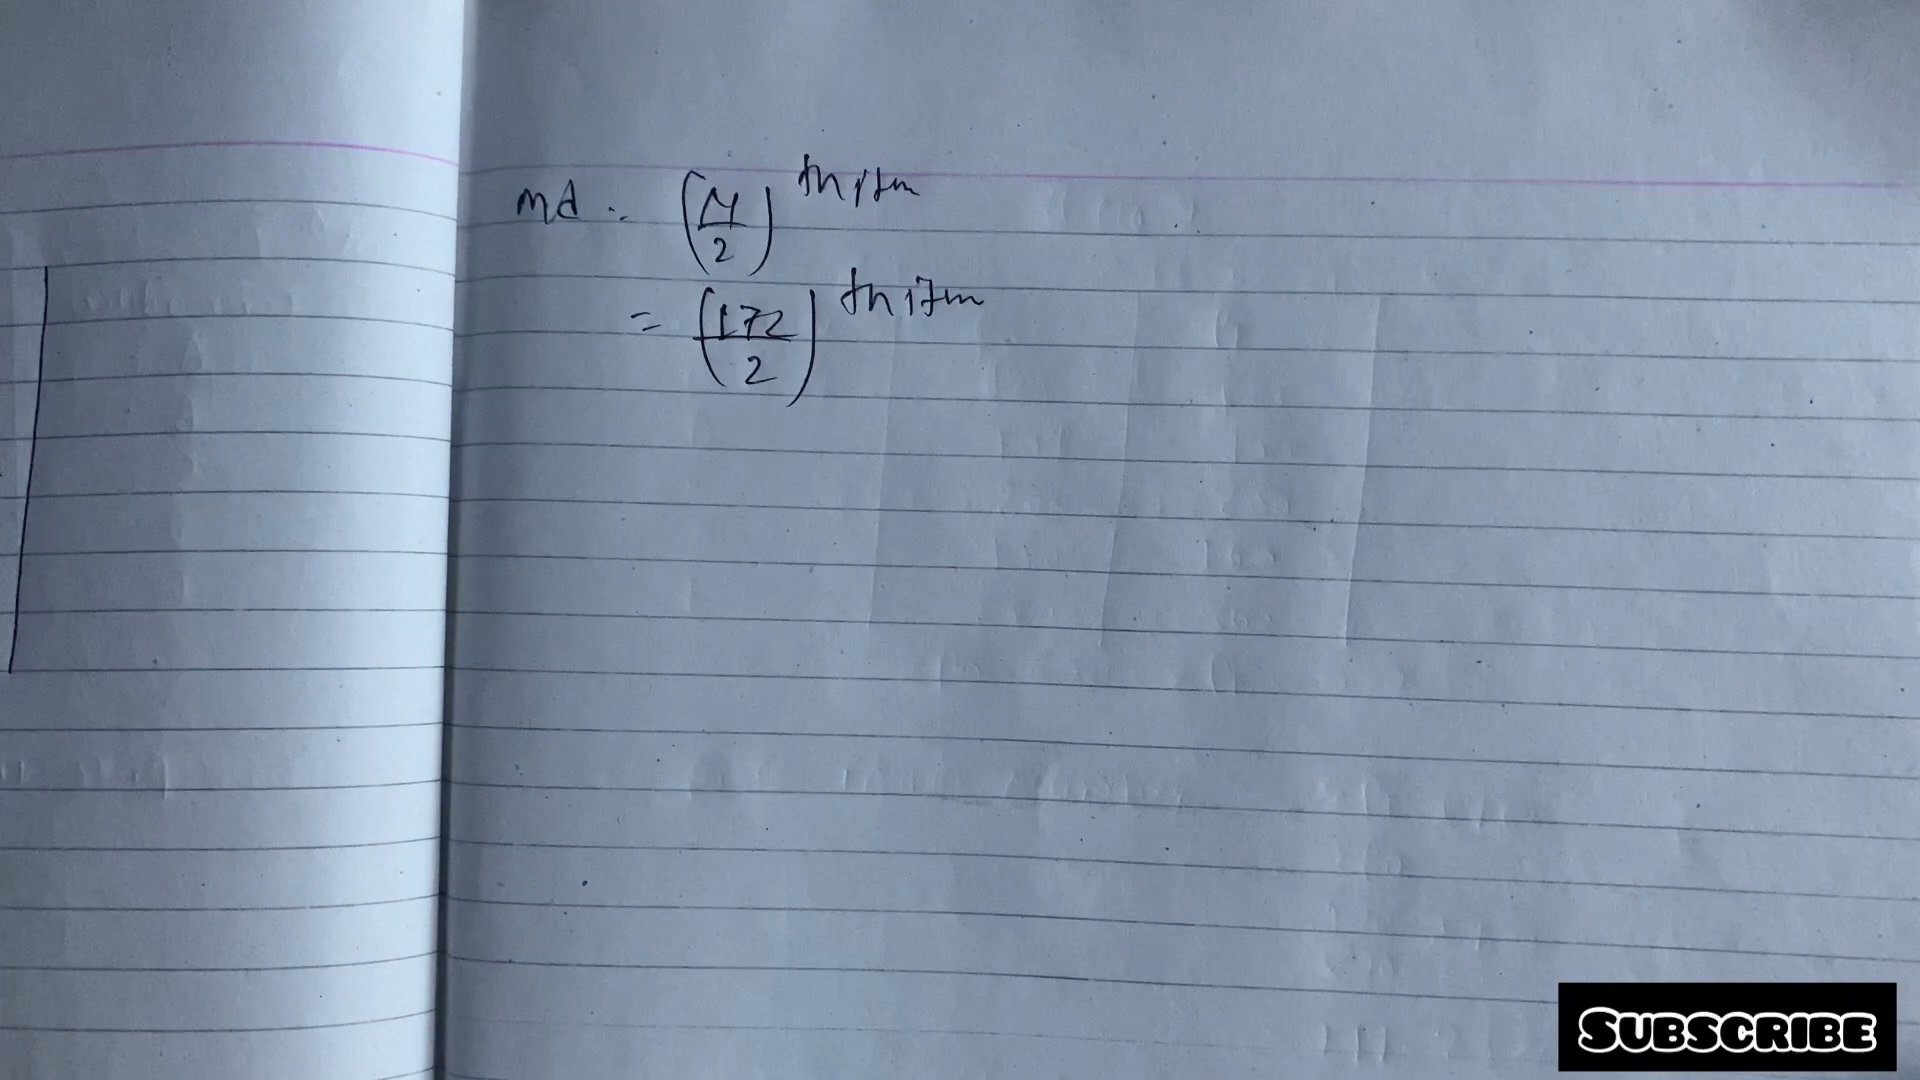 Md = (N/2)th item
= (172/2)th item
SUBSCRIBE